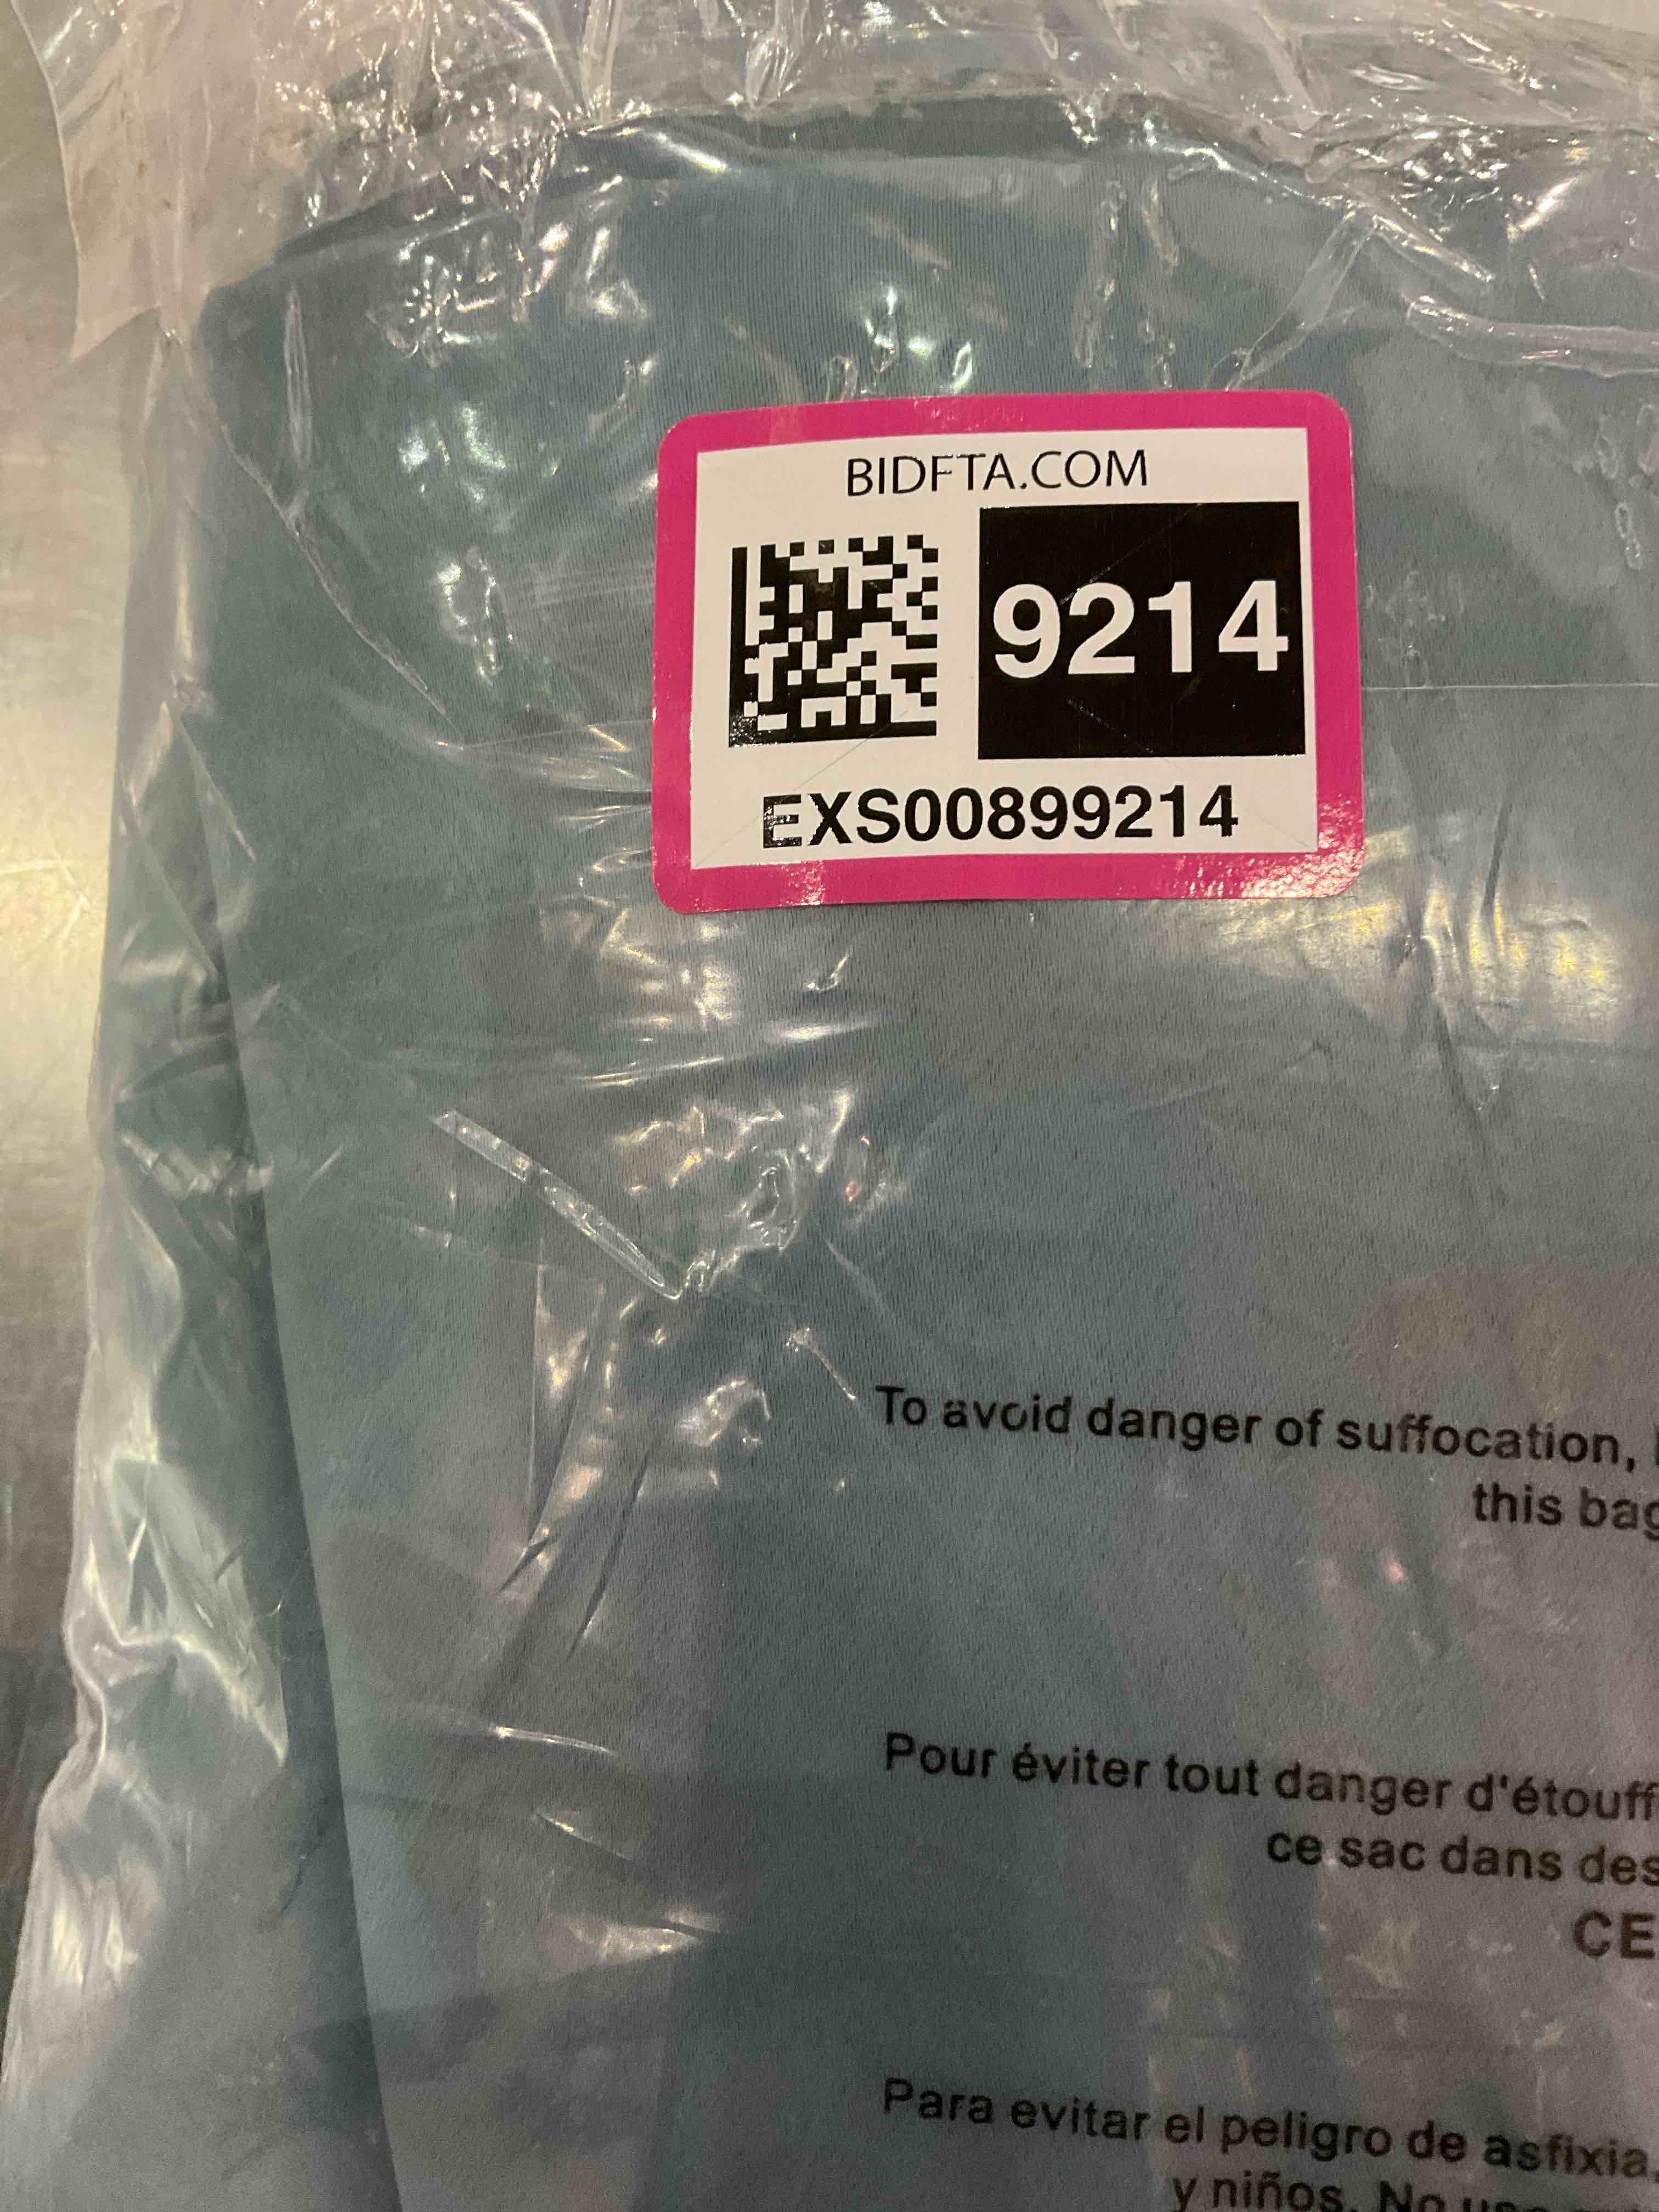 BIDFTA.COM
9214
EXS00899214
To avoid danger of suffocation,
this bag
Pour éviter tout danger d'étouff
ce sac dans des
CE
Para evitar el peligro de asfixia,
y niños. No